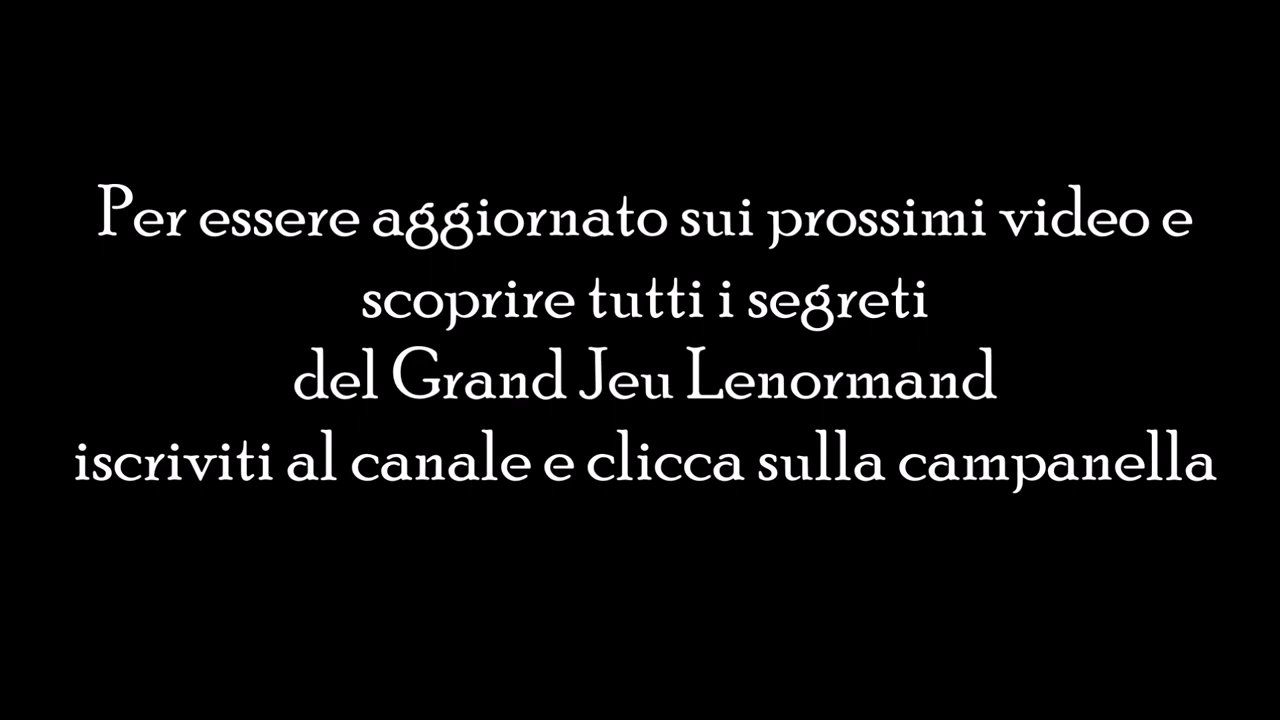 Per essere aggiornato sui prossimi video e
scoprire tutti i segreti
del Grand Jeu Lenormand
iscriviti al canale e clicca sulla campanella